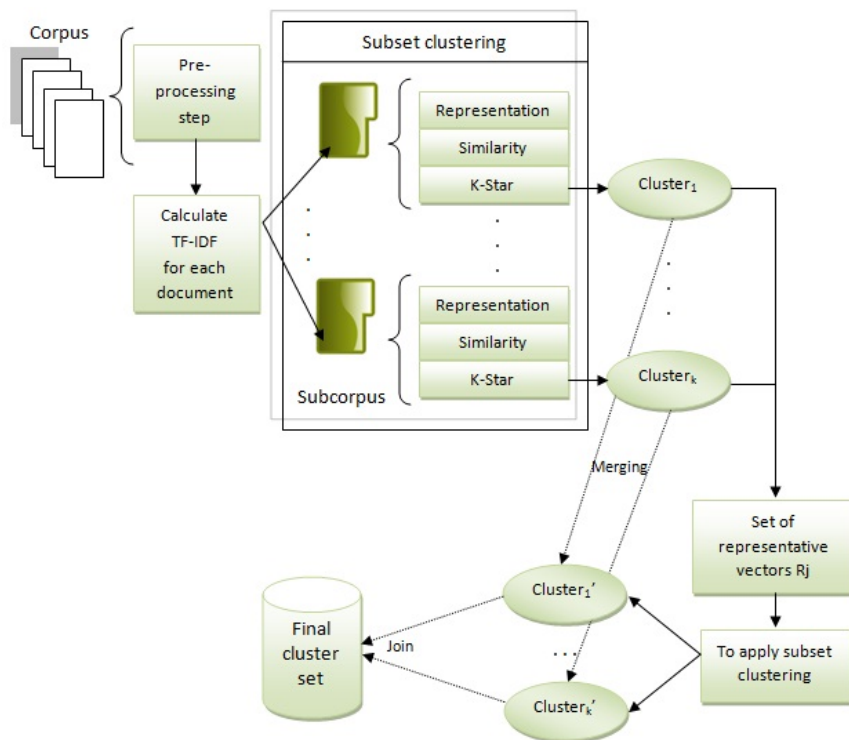 Corpus
Pre-
processing
step
Calculate
TF-IDF
for each
document
Subset clustering
Representation
Similarity
K-Star
Representation
Similarity
K-Star
Subcorpus
Cluster1
Clusterk
Merging
Set of
representative
vectors Rj
To apply subset
clustering
Cluster1’
...
Clusterk’
Join
Final
cluster
set